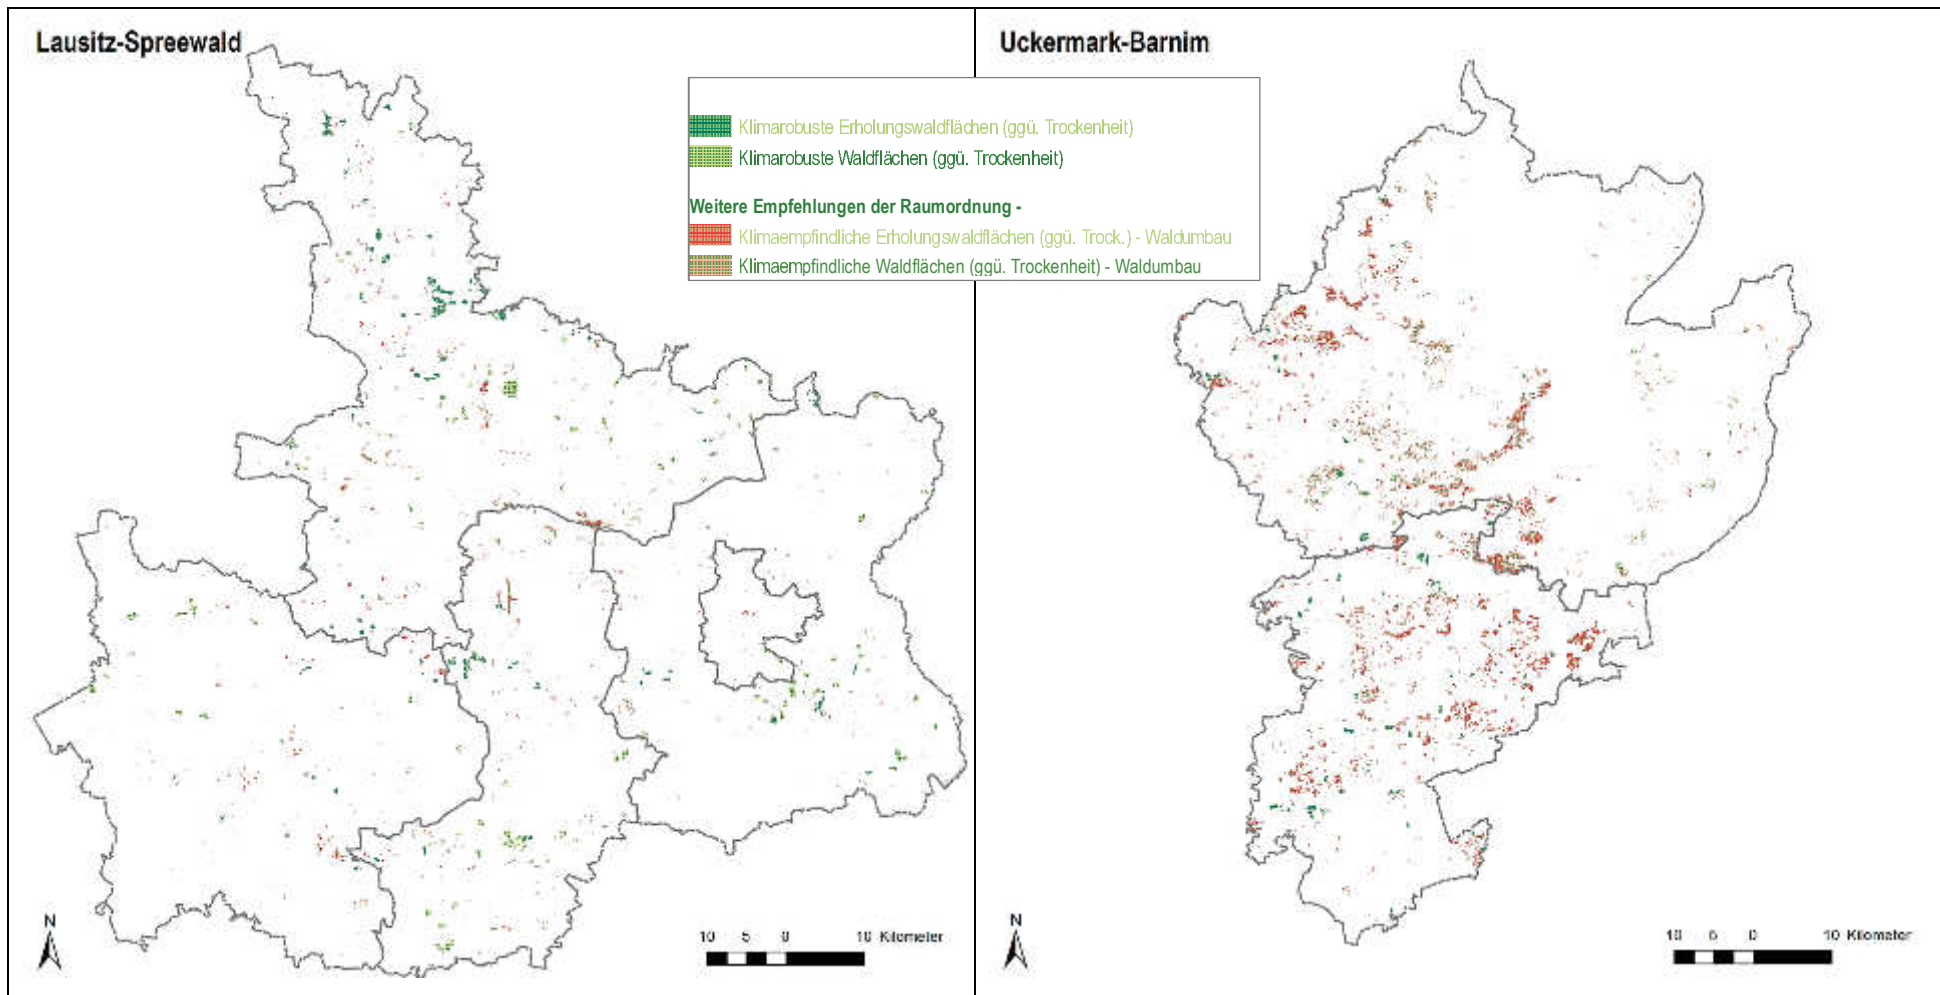 Lausitz-Spreewald
Uckermark-Barnim
Klimarobuste Erholungswaldflächen (ggü. Trockenheit)
Klimarobuste Waldflächen (ggü. Trockenheit)
Weitere Empfehlungen der Raumordnung -
Klimaempfindliche Erholungswaldflächen (ggü. Trock.) - Waldumbau
Klimaempfindliche Waldflächen (ggü. Trockenheit) - Waldumbau
N
10 5 0 10 Kilometer
N
10 5 0 10 Kilometer